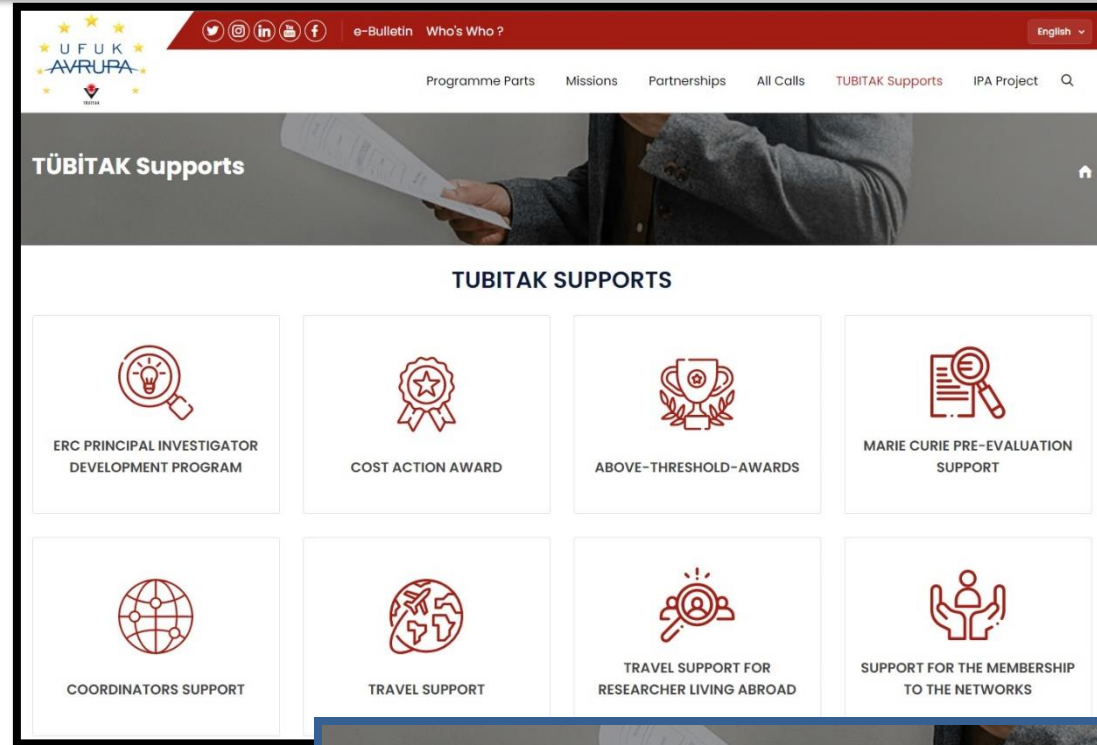 UFUK
AVRUPA
TÜBİTAK
e-Bulletin Who's Who ?
English
Programme Parts Missions Partnerships All Calls TUBITAK Supports IPA Project
TÜBİTAK Supports
TUBITAK SUPPORTS
ERC PRINCIPAL INVESTIGATOR
DEVELOPMENT PROGRAM
COST ACTION AWARD
ABOVE-THRESHOLD-AWARDS
MARIE CURIE PRE-EVALUATION
SUPPORT
COORDINATORS SUPPORT
TRAVEL SUPPORT
TRAVEL SUPPORT FOR
RESEARCHER LIVING ABROAD
SUPPORT FOR THE MEMBERSHIP
TO THE NETWORKS